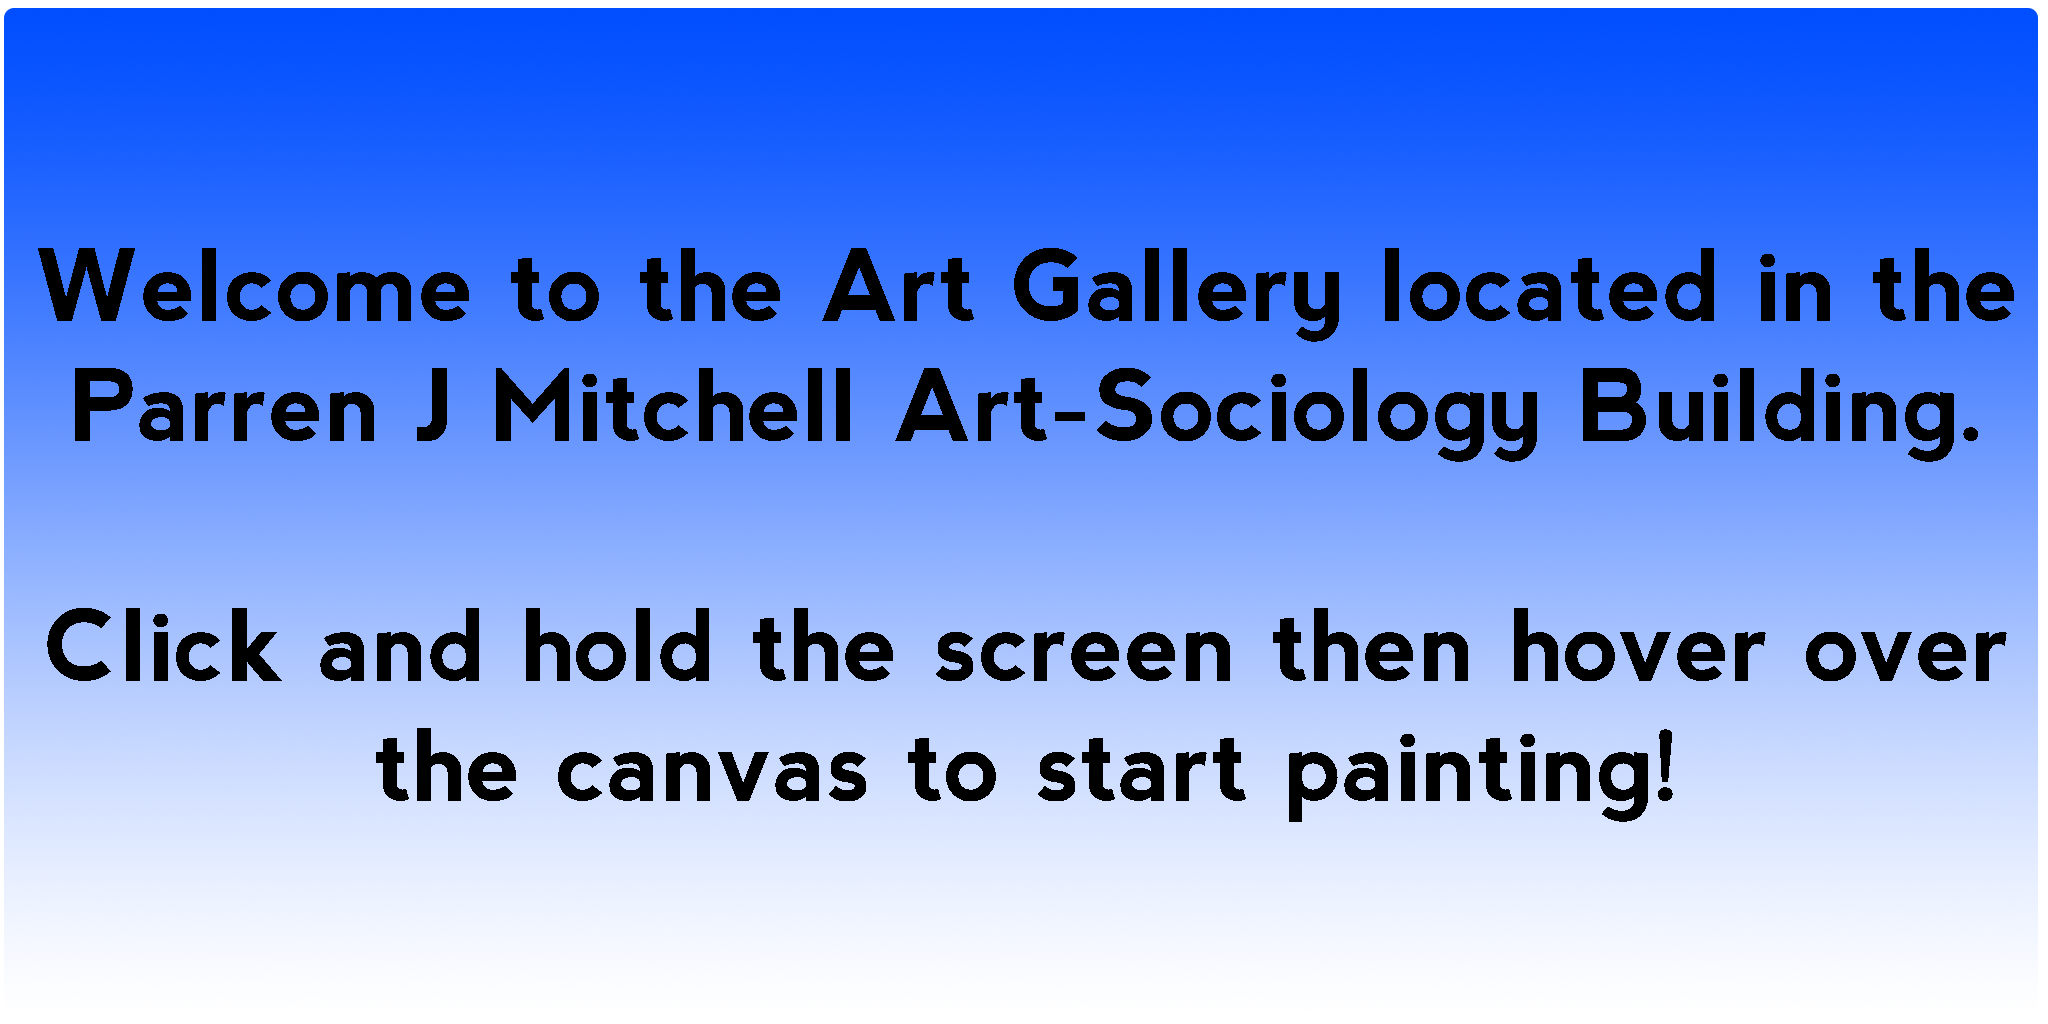 Welcome to the Art Gallery located in the
Parren J Mitchell Art-Sociology Building.
Click and hold the screen then hover over
the canvas to start painting!